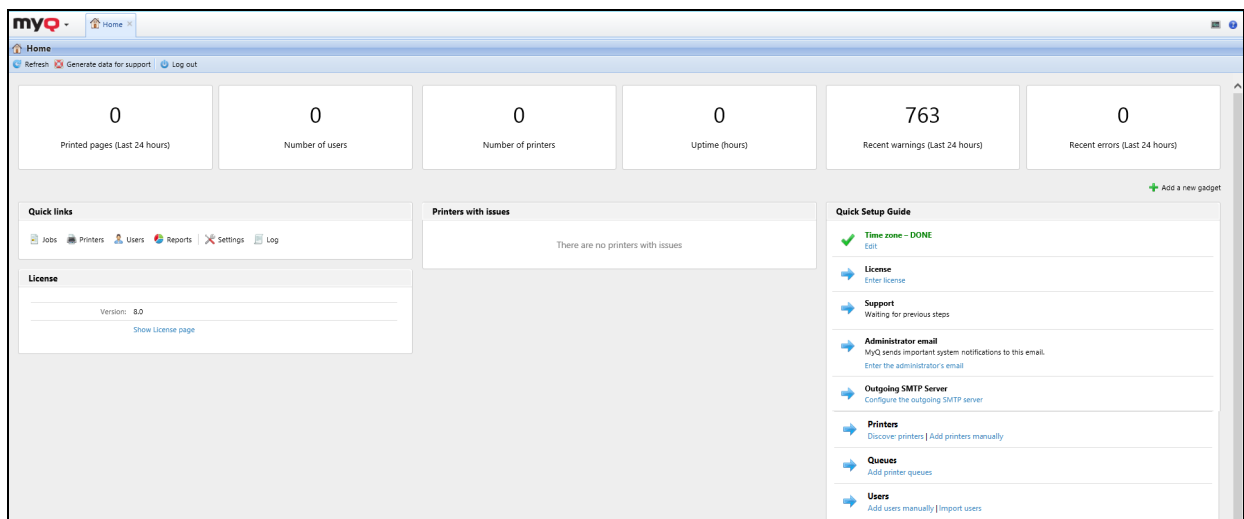 myQ
Home
Home
Refresh Generate data for support Log out
0
Printed pages (Last 24 hours)
0
Number of users
0
Number of printers
0
Uptime (hours)
763
Recent warnings (Last 24 hours)
0
Recent errors (Last 24 hours)
Add a new gadget
Quick links
Jobs Printers Users Reports Settings Log
License
Version: 8.0
Show License page
Printers with issues
There are no printers with issues
Quick Setup Guide
Time zone – DONE
Edit
License
Enter license
Support
Waiting for previous steps
Administrator email
MyQ sends important system notifications to this email.
Enter the administrator's email
Outgoing SMTP Server
Configure the outgoing SMTP server
Printers
Discover printers | Add printers manually
Queues
Add printer queues
Users
Add users manually | Import users